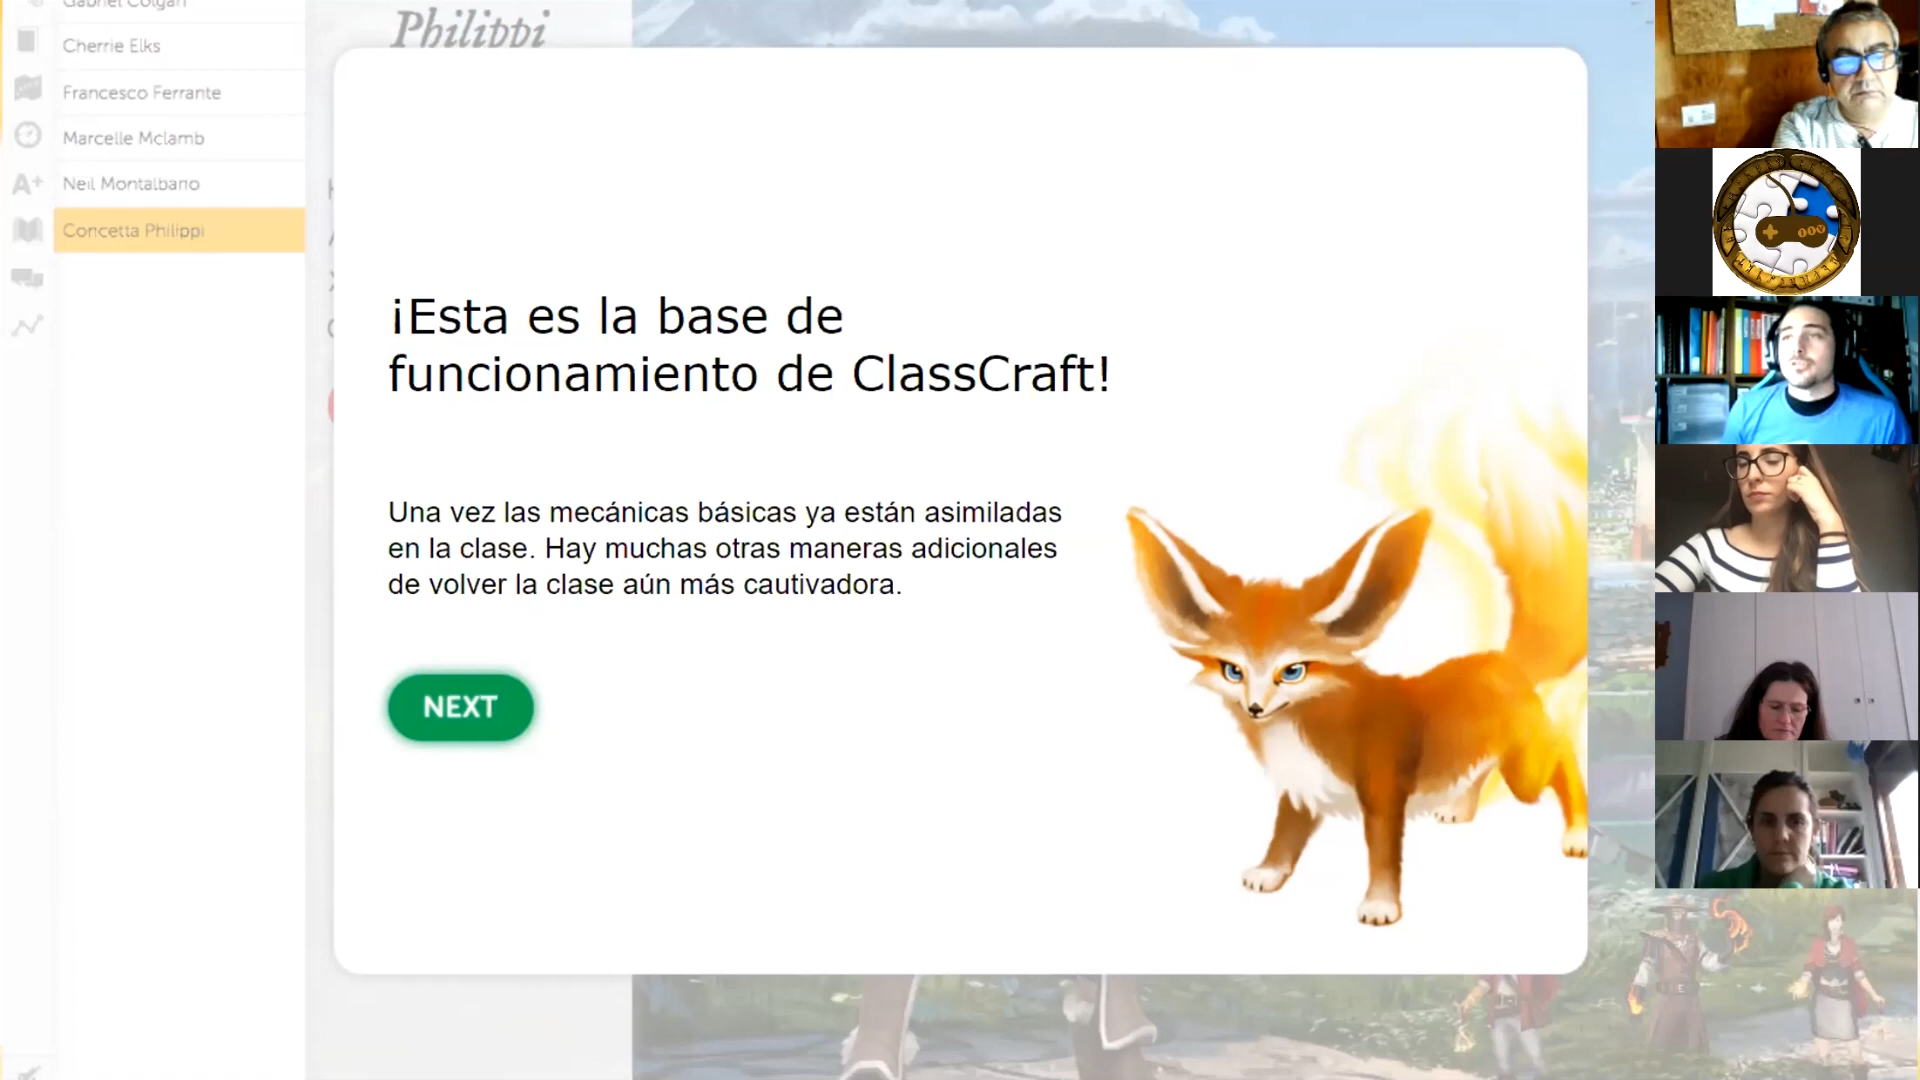 Gabriel Colgan
Cherrie Elks
Francesco Ferrante
Marcelle Mclamb
A+
Neil Montalbano
Concetta Philippi
Philippi
¡Esta es la base de
funcionamiento de ClassCraft!
Una vez las mecánicas básicas ya están asimiladas
en la clase. Hay muchas otras maneras adicionales
de volver la clase aún más cautivadora.
NEXT